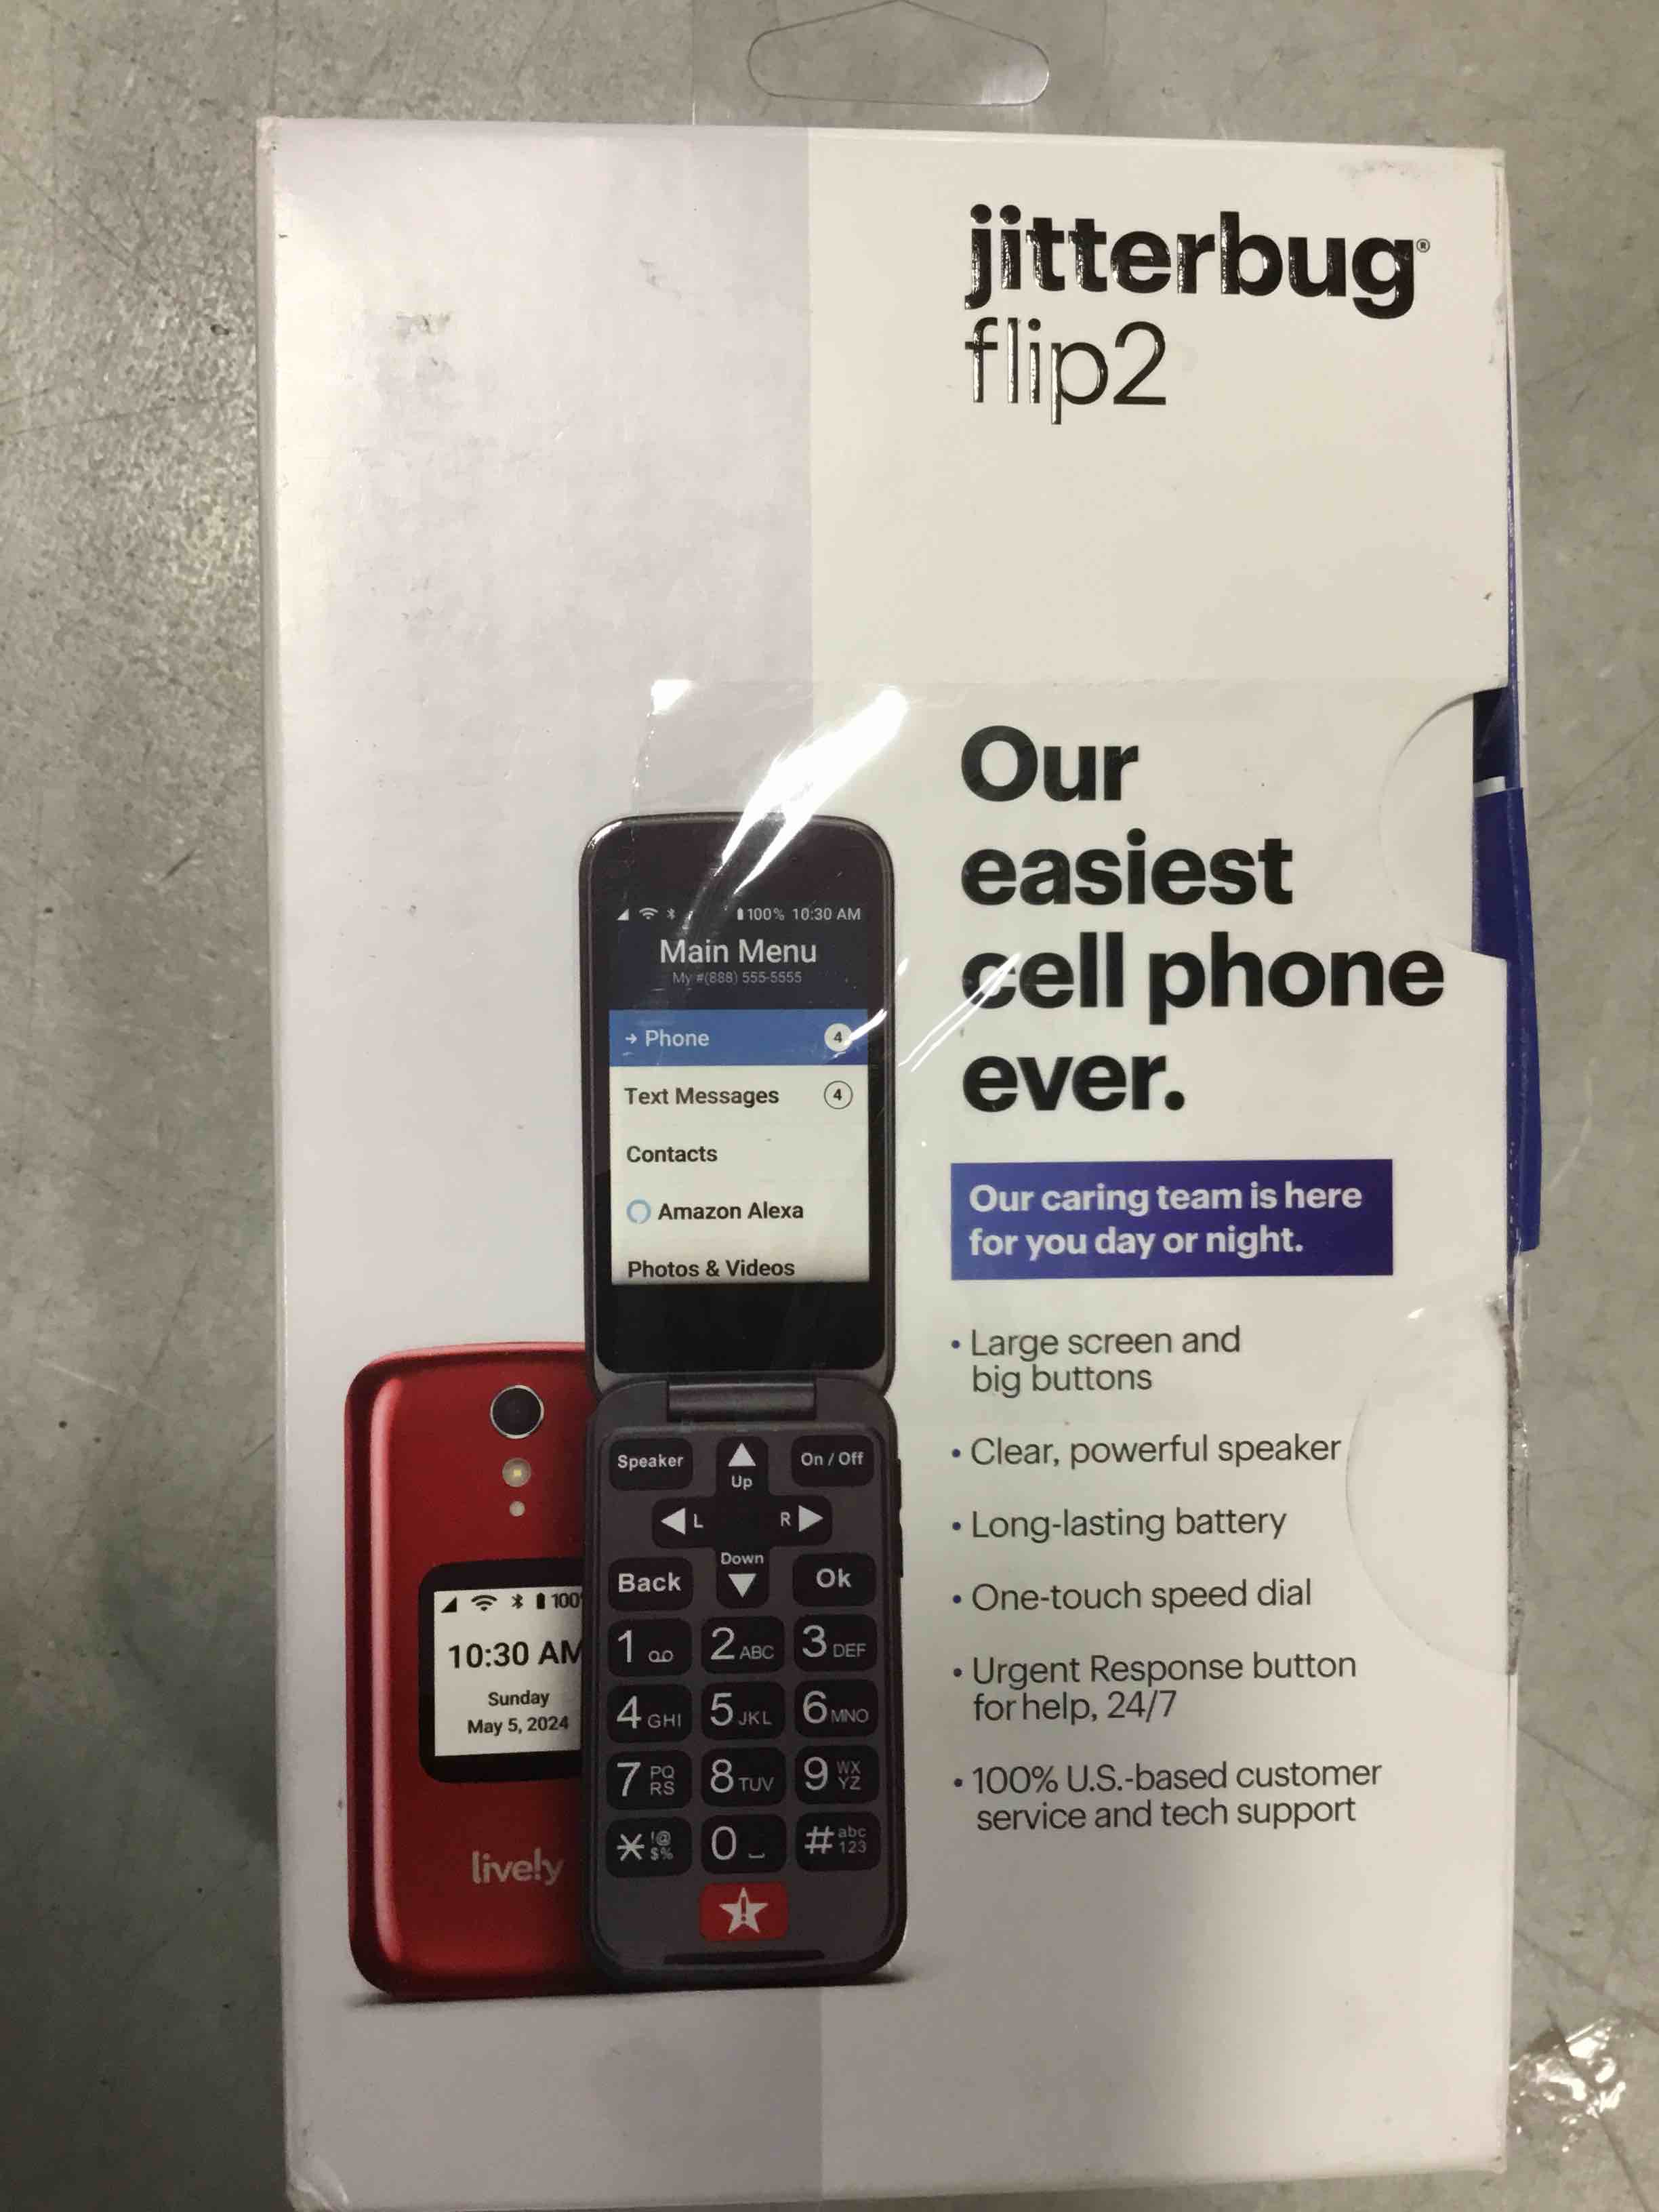 jitterbug®
flip2
Our
easiest
cell phone
ever.
Our caring team is here
for you day or night.
• Large screen and
big buttons
• Clear, powerful speaker
• Long-lasting battery
• One-touch speed dial
• Urgent Response button
for help, 24/7
• 100% U.S.-based customer
service and tech support
100% 10:30 AM
Main Menu
My #(888) 555-5555
→ Phone 4
Text Messages 4
Contacts
Amazon Alexa
Photos & Videos
Speaker Up On / Off
L R
Back Down Ok
1 2 ABC 3 DEF
4 GHI 5 JKL 6 MNO
7 PQRS 8 TUV 9 WXYZ
* !@$% 0 # abc123
100
10:30 AM
Sunday
May 5, 2024
lively